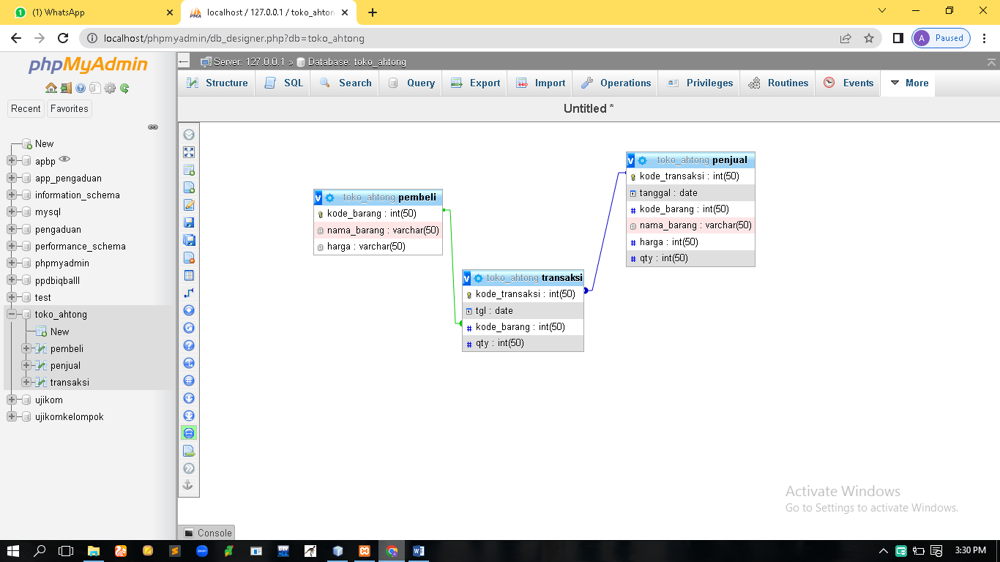 (1) WhatsApp
localhost / 127.0.0.1 / toko_ahton
localhost/phpmyadmin/db_designer.php?db=toko_ahtong
A Paused
phpMyAdmin
Recent Favorites
New
apbp
app_pengaduan
information_schema
mysql
pengaduan
performance_schema
phpmyadmin
ppdbiqballl
test
toko_ahtong
New
pembeli
penjual
transaksi
ujikom
ujikomkelompok
Server: 127.0.0.1 » Database: toko_ahtong
Structure SQL Search Query Export Import Operations Privileges Routines Events More
Untitled *
toko_ahtong pembeli
kode_barang : int(50)
nama_barang : varchar(50)
harga : varchar(50)
toko_ahtong transaksi
kode_transaksi : int(50)
tgl : date
kode_barang : int(50)
qty : int(50)
toko_ahtong penjual
kode_transaksi : int(50)
tanggal : date
kode_barang : int(50)
nama_barang : varchar(50)
harga : int(50)
qty : int(50)
Activate Windows
Go to Settings to activate Windows.
Console
3:30 PM